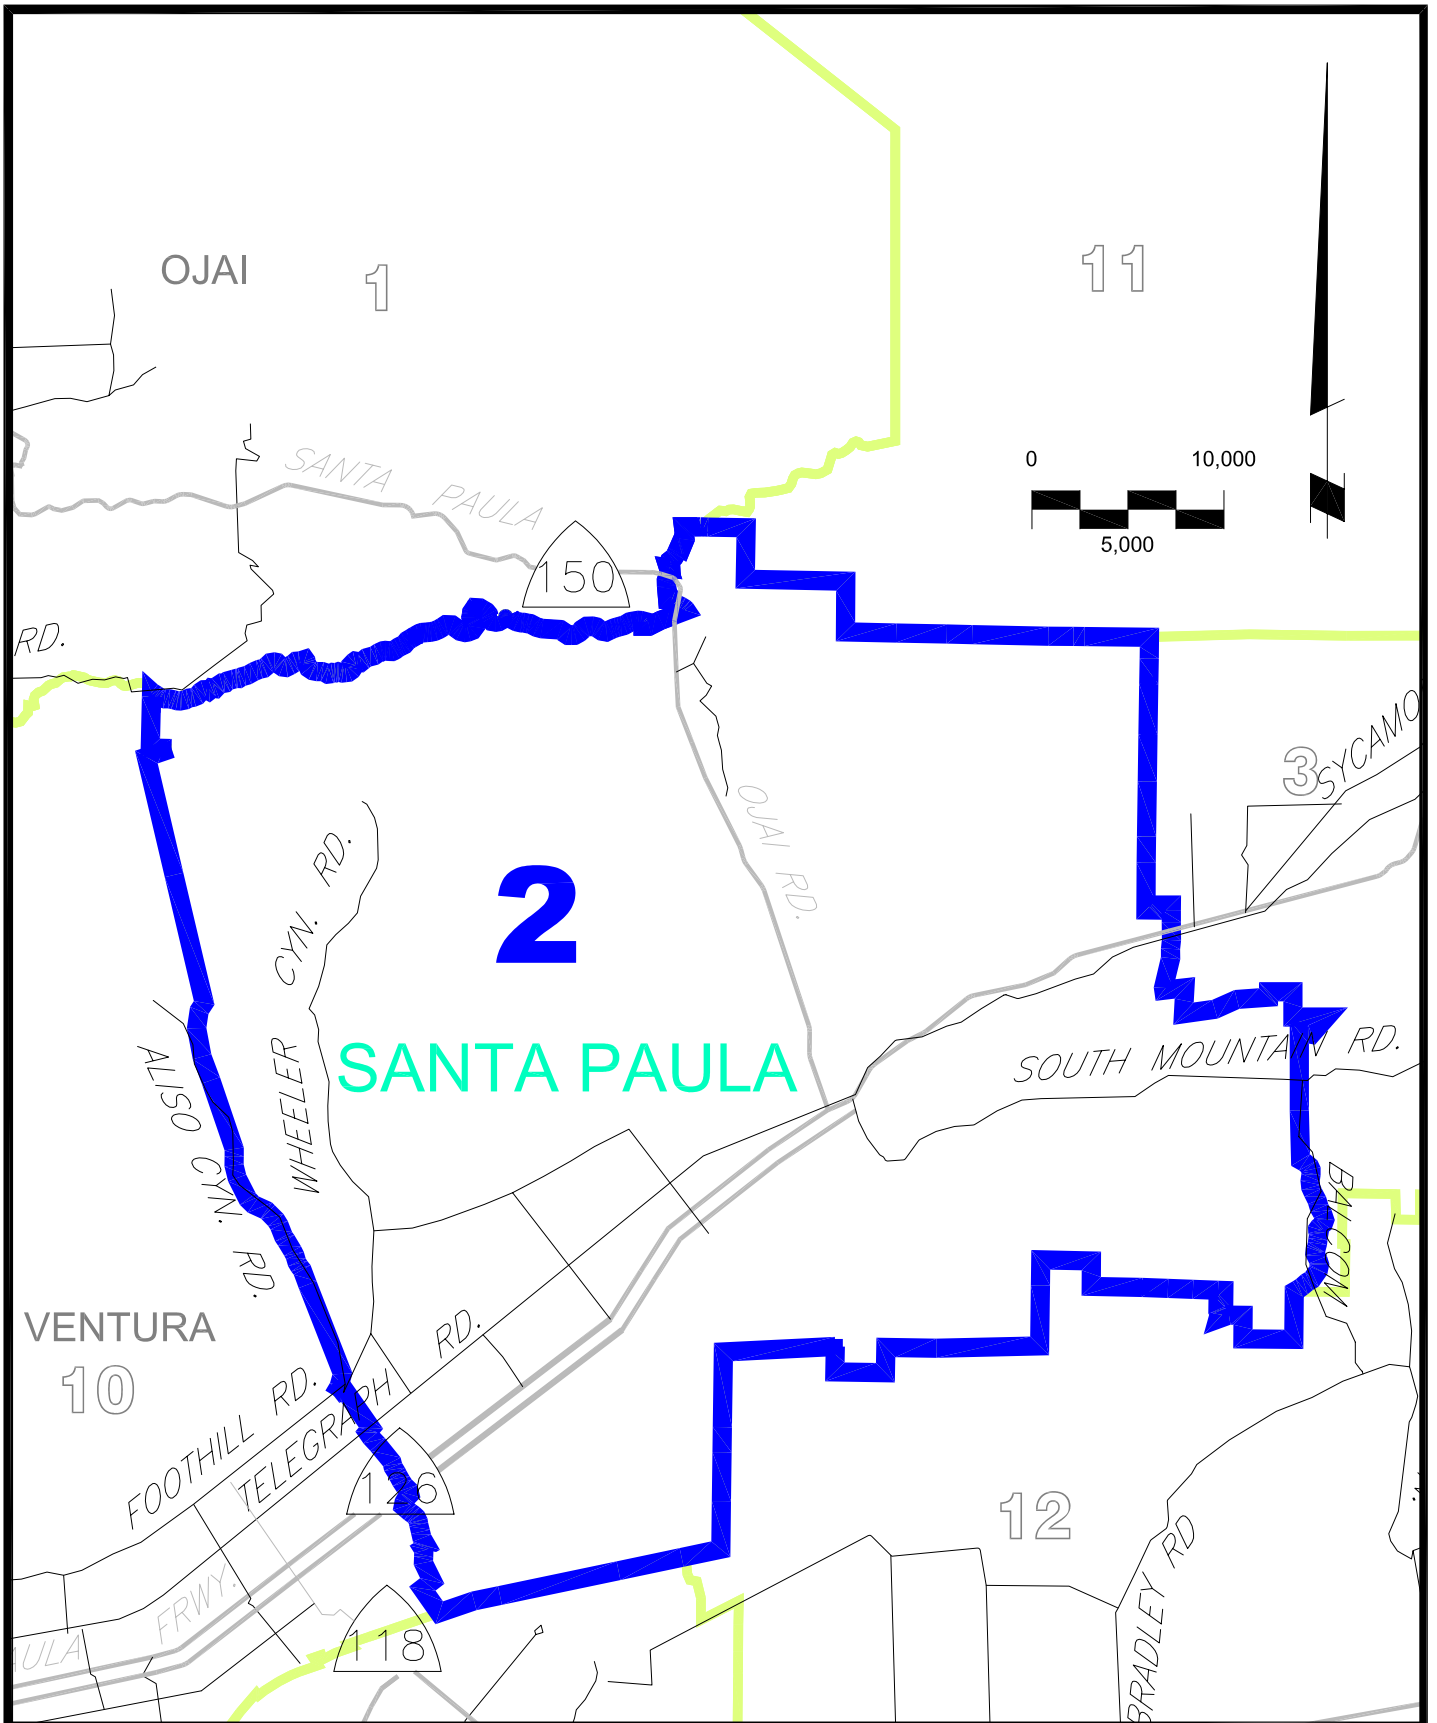 OJAI
1
11
SANTA PAULA
0 10,000
5,000
150
RD.
SYCAMO
3
OJAI RD.
WHEELER CYN. RD.
2
SANTA PAULA
SOUTH MOUNTAIN RD.
ALISO CYN. RD.
BALCOM
VENTURA
10
FOOTHILL RD.
TELEGRAPH RD.
126
12
BRADLEY RD
FRWY.
AULA
118